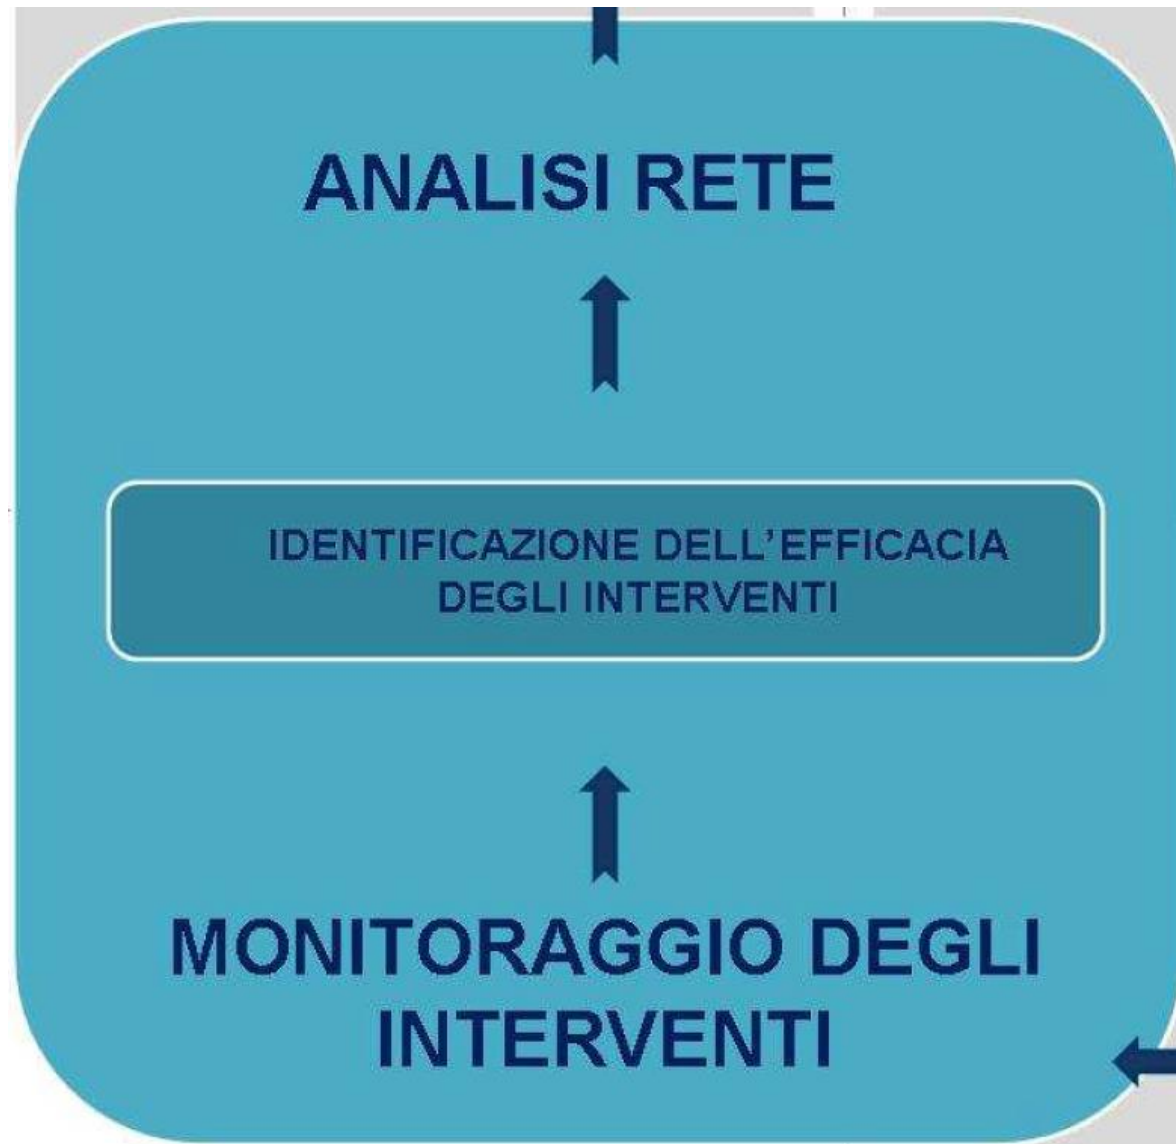 ANALISI RETE
IDENTIFICAZIONE DELL'EFFICACIA
DEGLI INTERVENTI
MONITORAGGIO DEGLI
INTERVENTI